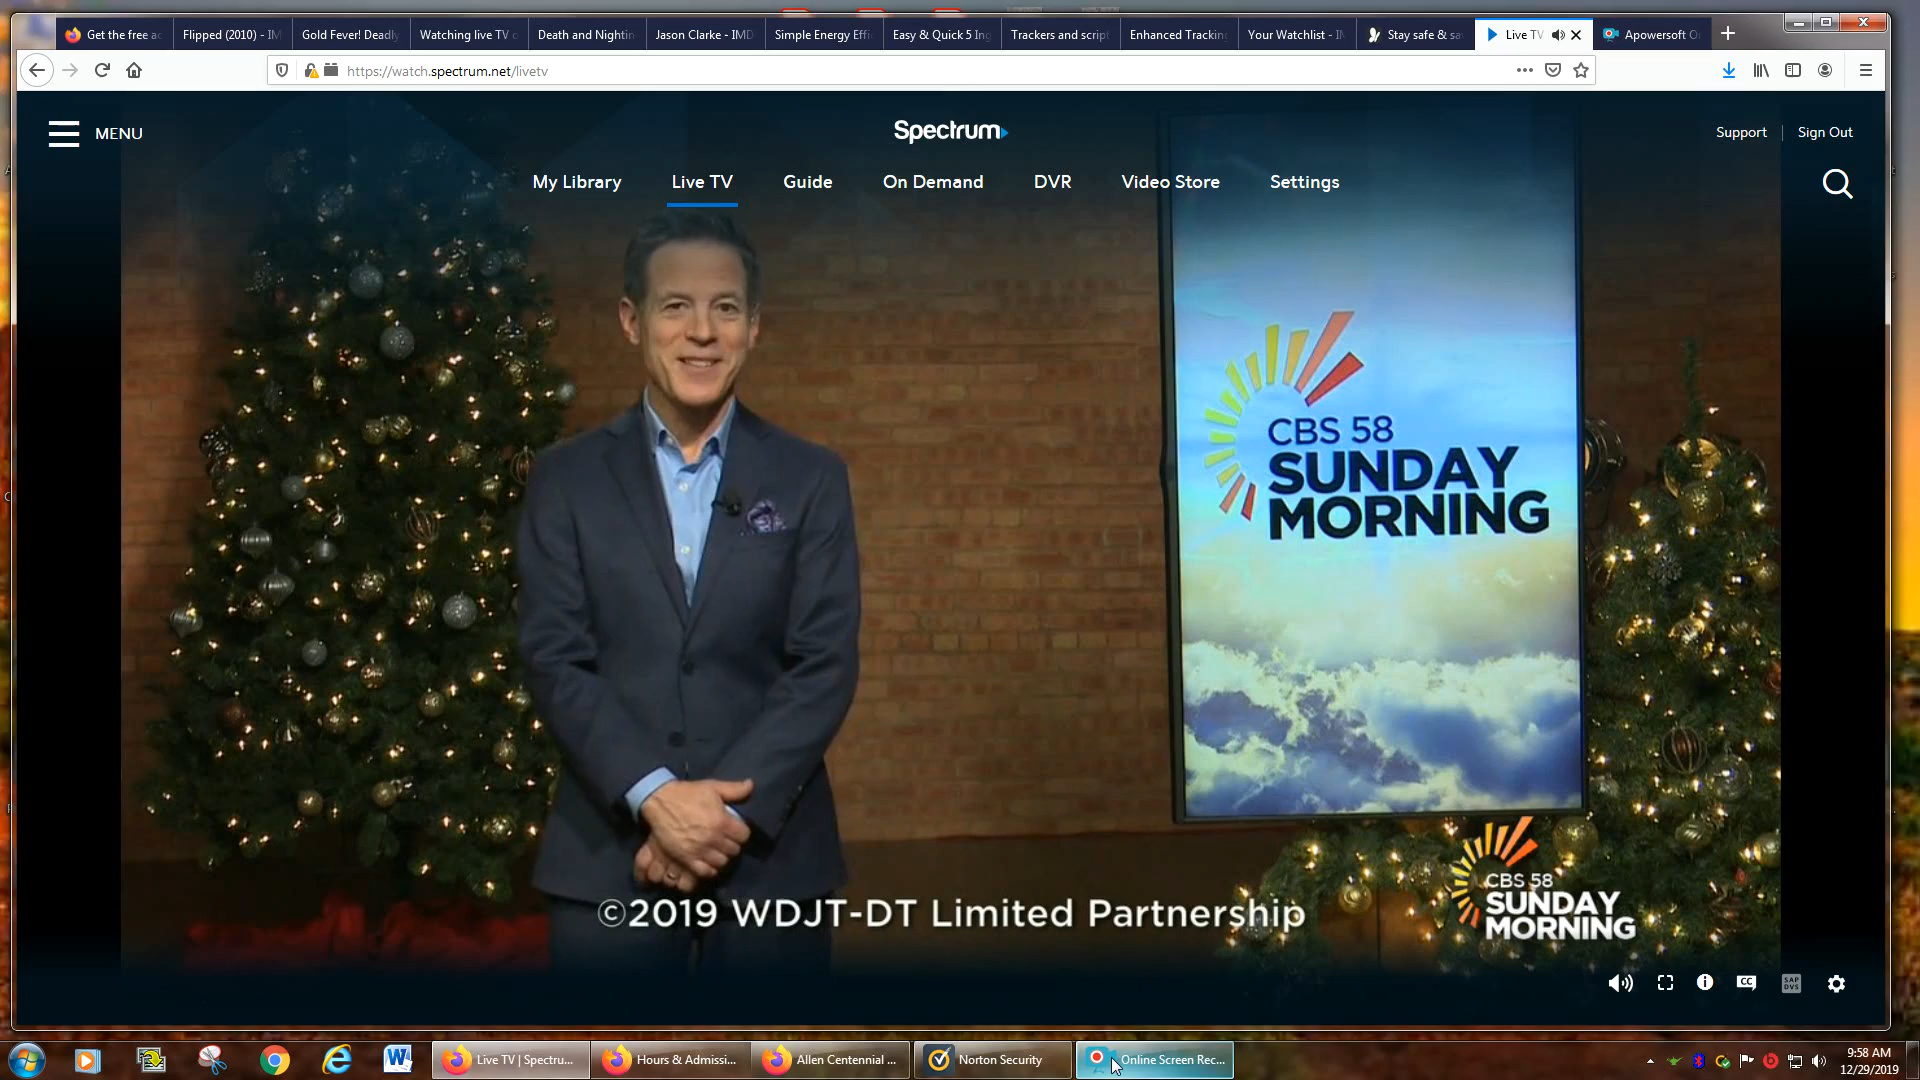 Get the free ac
Flipped (2010) - IM
Gold Fever! Deadly
Watching live TV o
Death and Nightin
Jason Clarke - IMD
Simple Energy Effi
Easy & Quick 5 Ing
Trackers and script
Enhanced Trackin
Your Watchlist - IM
Stay safe & sa
Live TV
Apowersoft O
https://watch.spectrum.net/livetv
MENU
Spectrum
Support
Sign Out
My Library
Live TV
Guide
On Demand
DVR
Video Store
Settings
CBS 58
SUNDAY
MORNING
©2019 WDJT-DT Limited Partnership
CBS 58
SUNDAY
MORNING
CC
SAP
DVS
Live TV | Spectru...
Hours & Admissi...
Allen Centennial ...
Norton Security
Online Screen Rec...
9:58 AM
12/29/2019